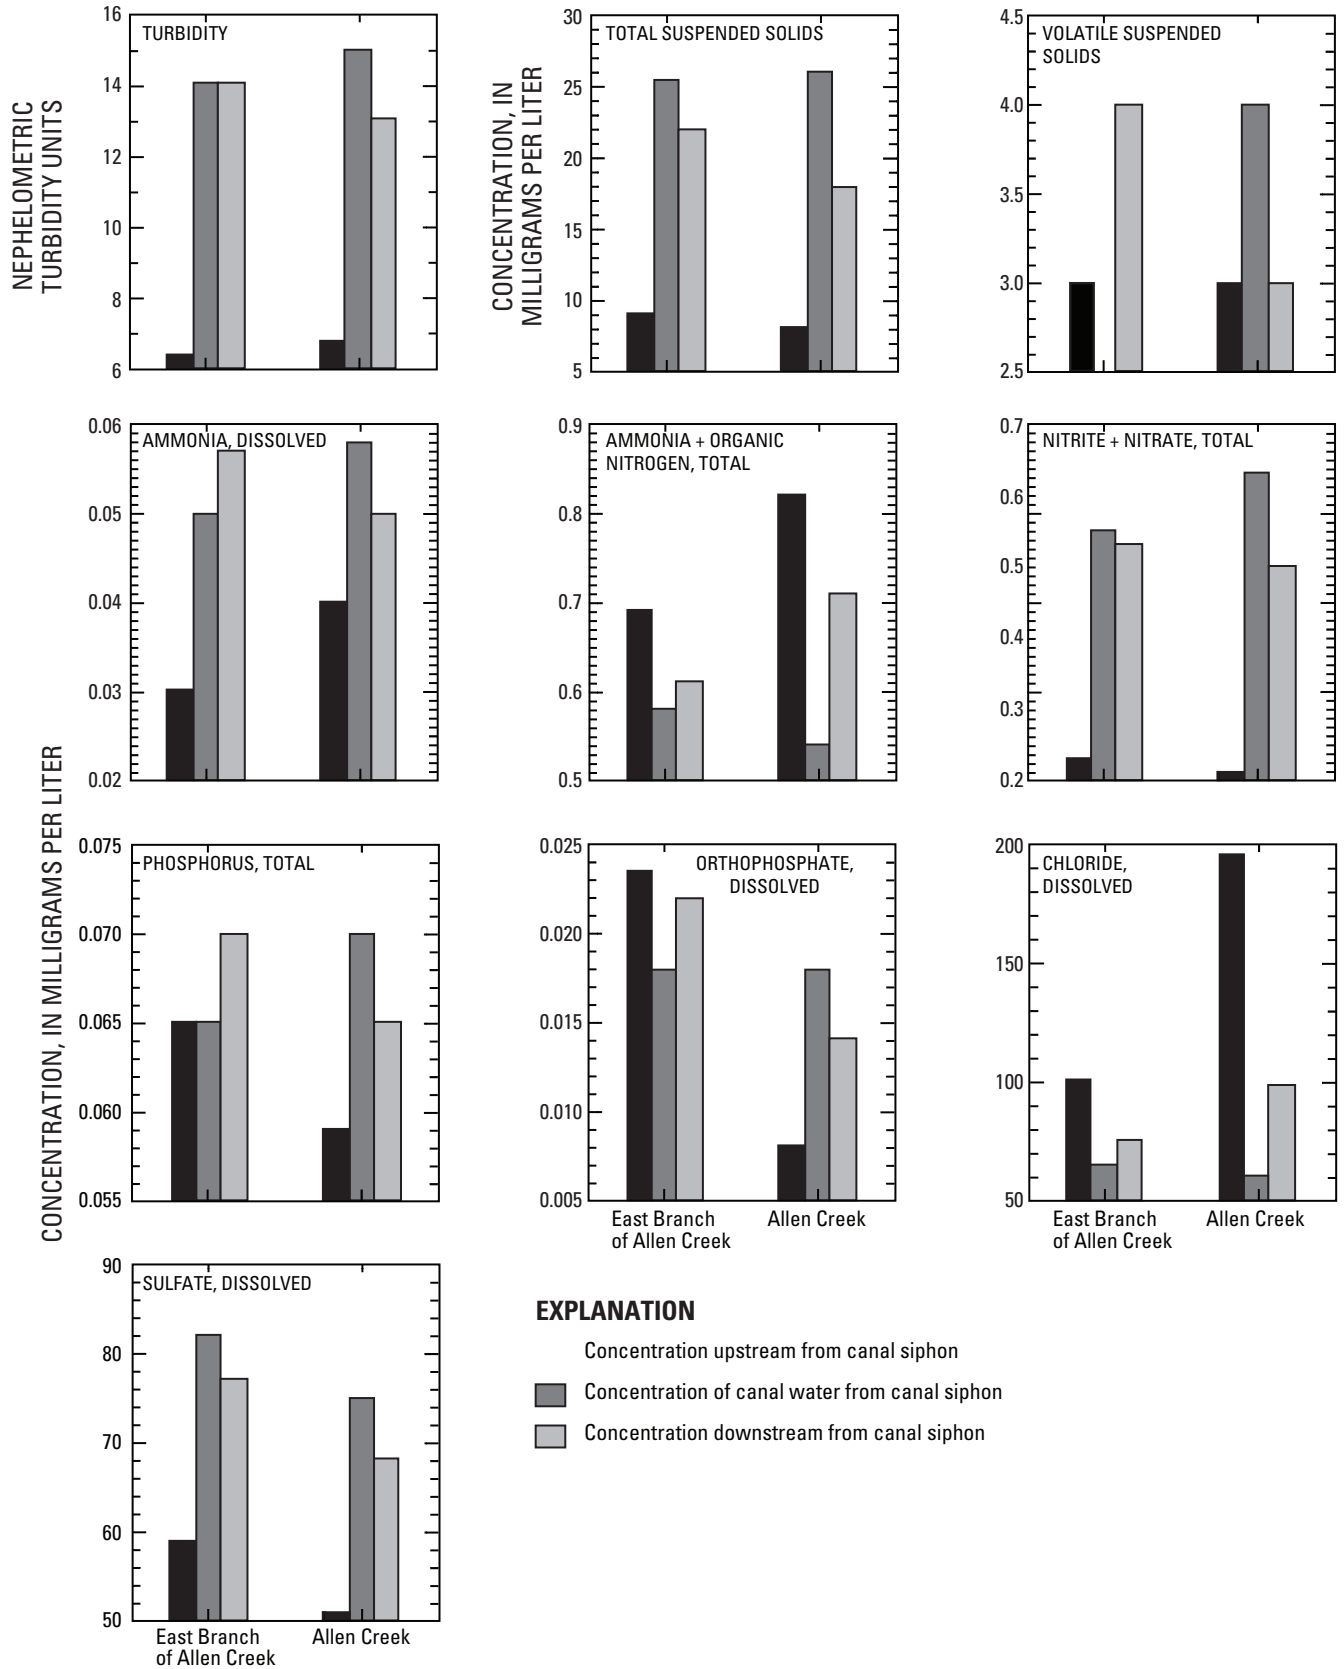 NEPHELOMETRIC
TURBIDITY UNITS
TURBIDITY
16
14
12
10
8
6
CONCENTRATION, IN
MILLIGRAMS PER LITER
TOTAL SUSPENDED SOLIDS
30
25
20
15
10
5
VOLATILE SUSPENDED
SOLIDS
4.5
4.0
3.5
3.0
2.5
CONCENTRATION, IN MILLIGRAMS PER LITER
AMMONIA, DISSOLVED
0.06
0.05
0.04
0.03
0.02
AMMONIA + ORGANIC
NITROGEN, TOTAL
0.9
0.8
0.7
0.6
0.5
NITRITE + NITRATE, TOTAL
0.7
0.6
0.5
0.4
0.3
0.2
PHOSPHORUS, TOTAL
0.075
0.070
0.065
0.060
0.055
ORTHOPHOSPHATE,
DISSOLVED
0.025
0.020
0.015
0.010
0.005
East Branch
of Allen Creek
Allen Creek
CHLORIDE,
DISSOLVED
200
150
100
50
East Branch
of Allen Creek
Allen Creek
SULFATE, DISSOLVED
90
80
70
60
50
East Branch
of Allen Creek
Allen Creek
EXPLANATION
Concentration upstream from canal siphon
Concentration of canal water from canal siphon
Concentration downstream from canal siphon